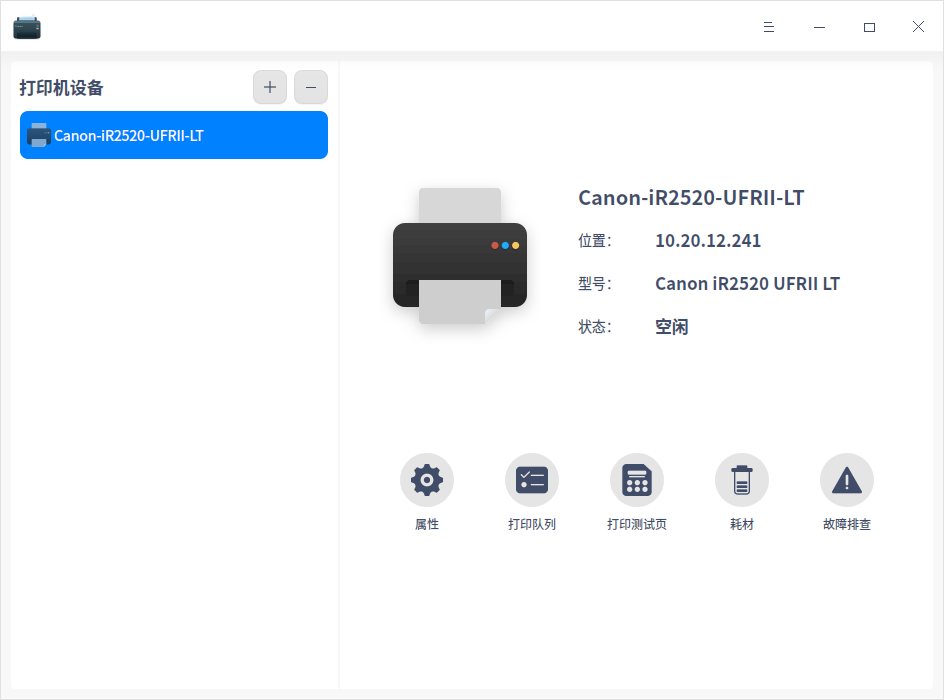 打印机设备
Canon-iR2520-UFRII-LT
Canon-iR2520-UFRII-LT
位置： 10.20.12.241
型号： Canon iR2520 UFRII LT
状态： 空闲
属性 打印队列 打印测试页 耗材 故障排查